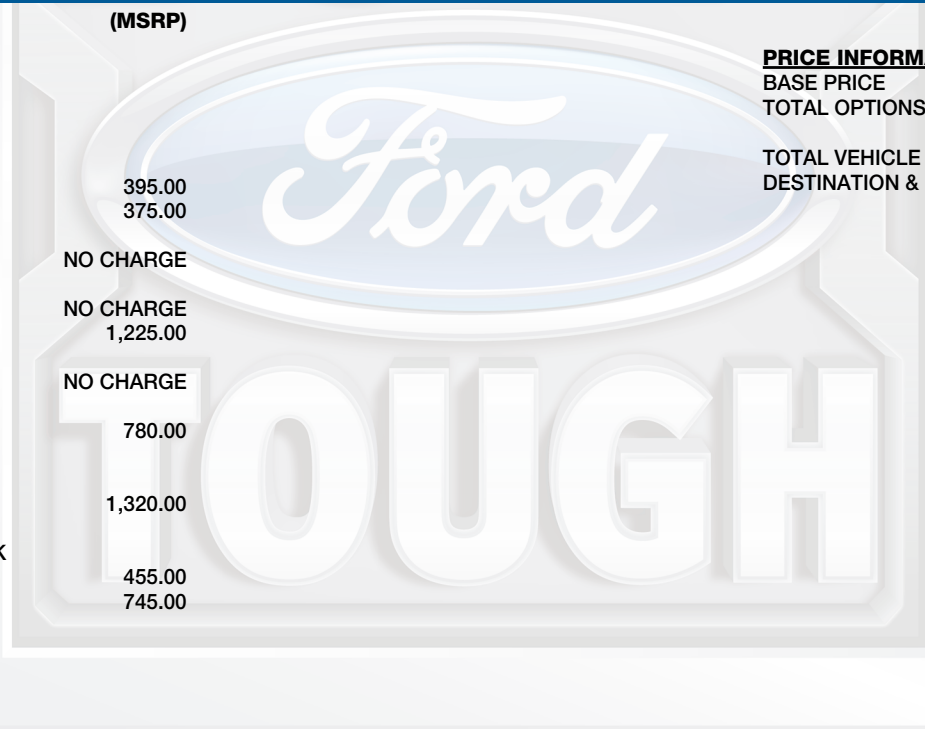 (MSRP)
395.00
375.00
NO CHARGE
NO CHARGE
1,225.00
NO CHARGE
780.00
1,320.00
K
455.00
745.00
PRICE INFORMA
BASE PRICE
TOTAL OPTIONS
TOTAL VEHICLE
DESTINATION &
Ford
TOUGH